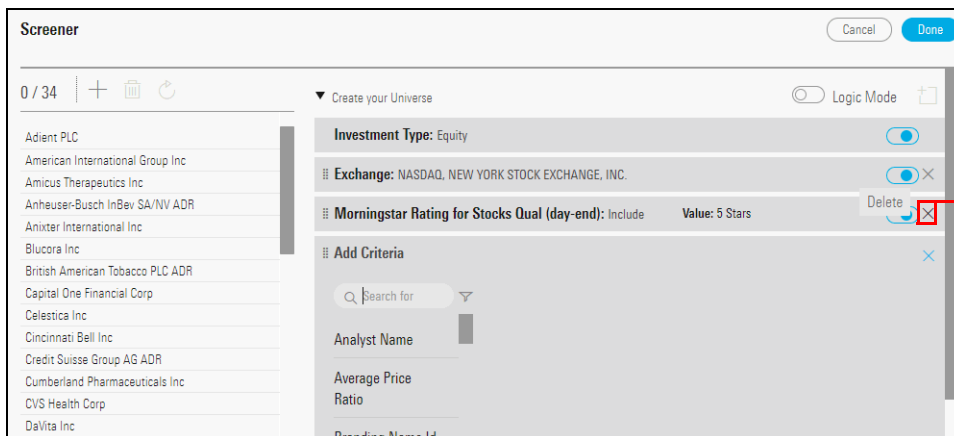 Screener
Cancel
Done
0 / 34
Adient PLC
American International Group Inc
Amicus Therapeutics Inc
Anheuser-Busch InBev SA/NV ADR
Anixter International Inc
Blucora Inc
British American Tobacco PLC ADR
Capital One Financial Corp
Celestica Inc
Cincinnati Bell Inc
Credit Suisse Group AG ADR
Cumberland Pharmaceuticals Inc
CVS Health Corp
DaVita Inc
Create your Universe
Logic Mode
Investment Type: Equity
Exchange: NASDAQ, NEW YORK STOCK EXCHANGE, INC.
Delete
Morningstar Rating for Stocks Qual (day-end): Include Value: 5 Stars
Add Criteria
Search for
Analyst Name
Average Price
Ratio
Branding Name Id